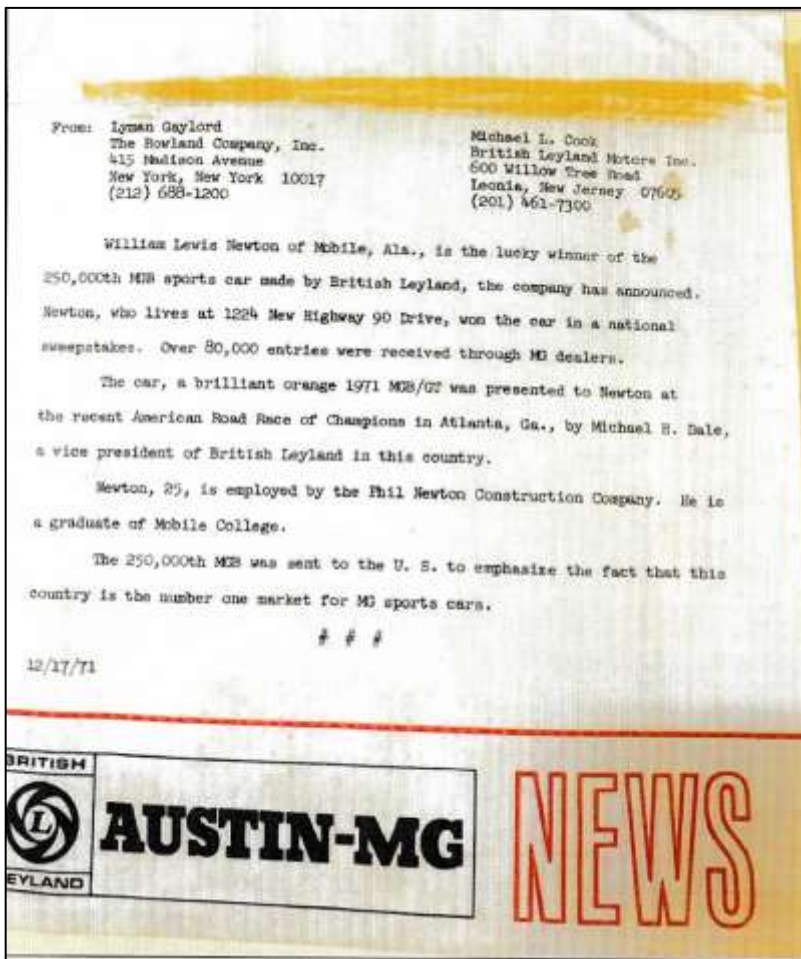 From: Lyman Gaylord
The Rowland Company, Inc.
415 Madison Avenue
New York, New York 10017
(212) 688-1200
Michael L. Cook
British Leyland Motors Inc.
600 Willow Tree Road
Leonia, New Jersey 07605
(201) 461-7300
William Lewis Newton of Mobile, Ala., is the lucky winner of the
250,000th MGB sports car made by British Leyland, the company has announced.
Newton, who lives at 1224 New Highway 90 Drive, won the car in a national
sweepstakes. Over 80,000 entries were received through MG dealers.
The car, a brilliant orange 1971 MGB/GT was presented to Newton at
the recent American Road Race of Champions in Atlanta, Ga., by Michael H. Dale,
a vice president of British Leyland in this country.
Newton, 25, is employed by the Phil Newton Construction Company. He is
a graduate of Mobile College.
The 250,000th MGB was sent to the U. S. to emphasize the fact that this
country is the number one market for MG sports cars.
# # #
12/17/71
BRITISH
L
EYLAND
AUSTIN-MG
NEWS